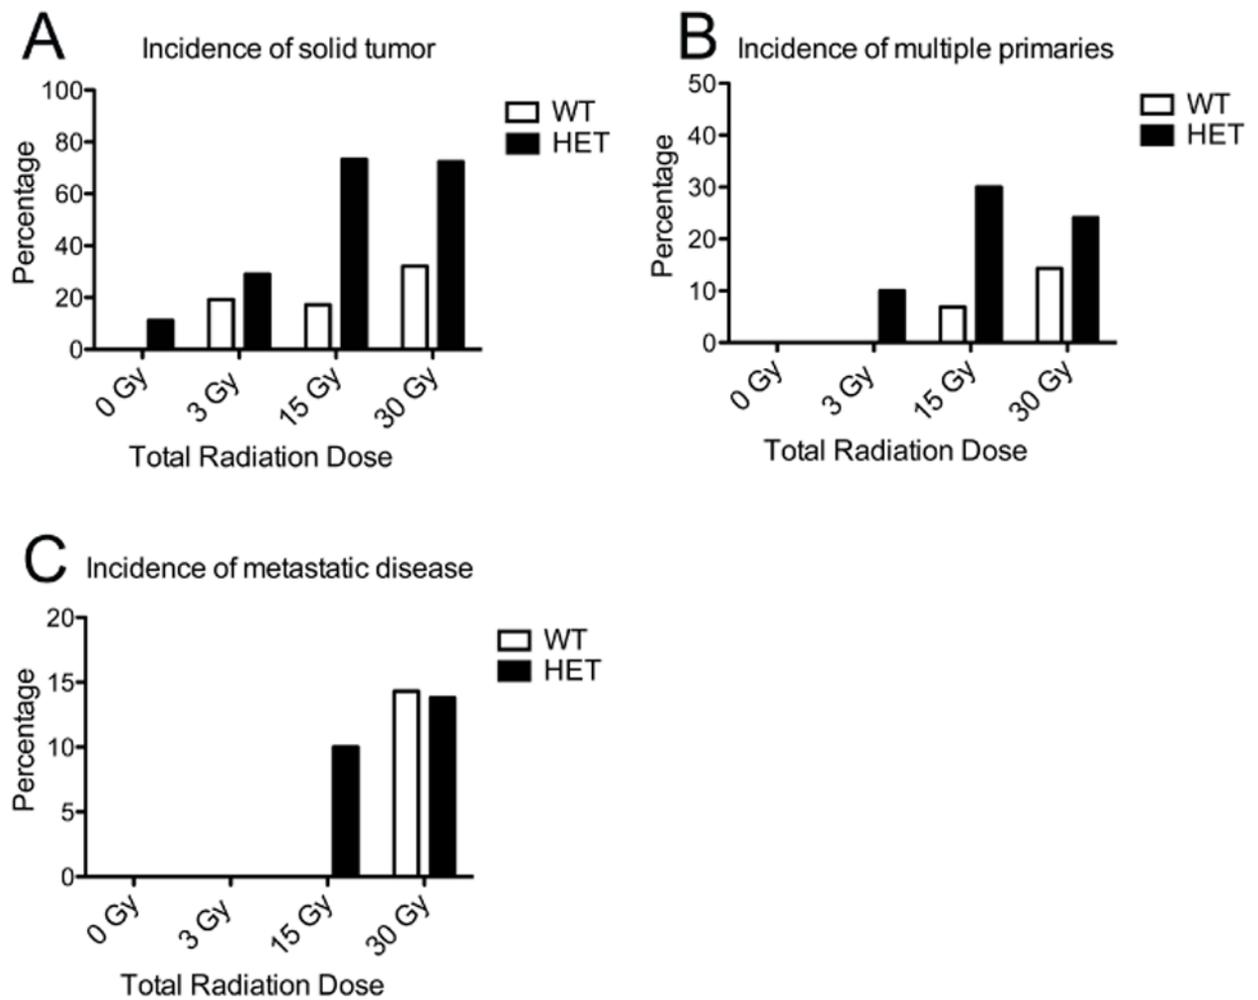 A
Incidence of solid tumor
100
80
60
40
20
0
Percentage
WT
HET
0 Gy
3 Gy
15 Gy
30 Gy
Total Radiation Dose
B
Incidence of multiple primaries
50
40
30
20
10
0
Percentage
WT
HET
0 Gy
3 Gy
15 Gy
30 Gy
Total Radiation Dose
C
Incidence of metastatic disease
20
15
10
5
0
Percentage
WT
HET
0 Gy
3 Gy
15 Gy
30 Gy
Total Radiation Dose